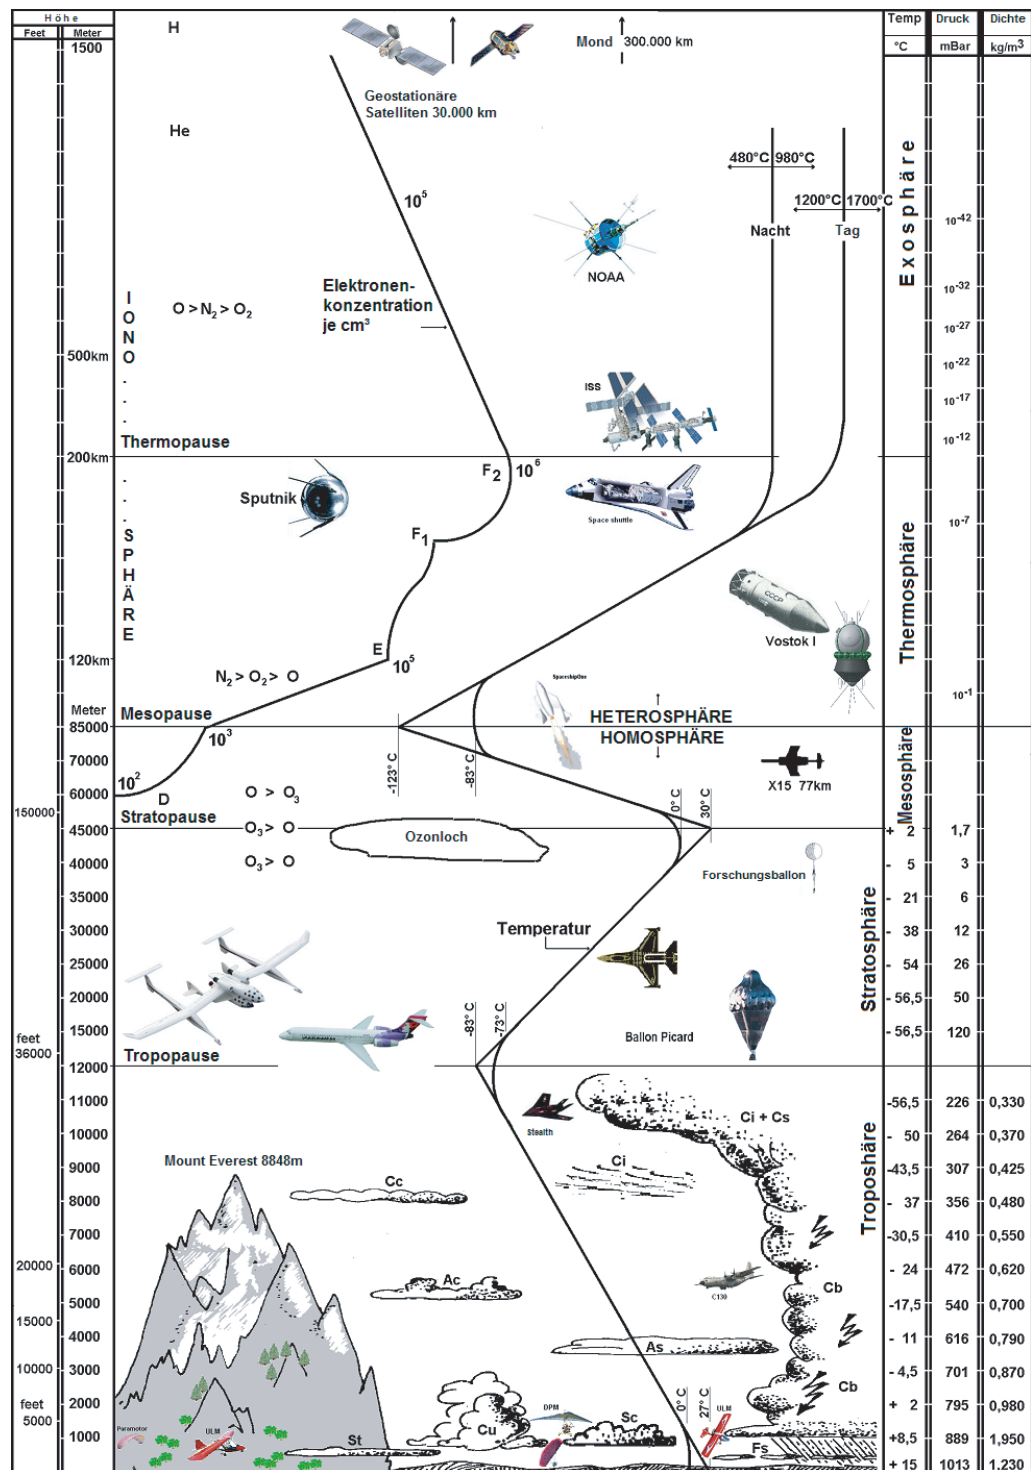 Höhe
Feet Meter
Temp Druck Dichte
°C mBar kg/m³
1500
H
Mond 300.000 km
Geostationäre
Satelliten 30.000 km
He
480°C 980°C
1200°C 1700°C
10⁵
Nacht Tag
10⁻⁴²
Exosphäre
NOAA
Elektronen-
konzentration
je cm³
10⁻³²
O > N₂ > O₂
10⁻²⁷
IONO . . . . SPHÄRE
500km
10⁻²²
ISS
10⁻¹⁷
Thermopause
10⁻¹²
200km
F₂ 10⁶
Sputnik
Space shuttle
10⁻⁷
F₁
Thermosphäre
Vostok I
CCCP
E
120km
10⁵
N₂ > O₂ > O
SpaceshipOne
10⁻¹
Meter
Mesopause
HETEROSPHÄRE
85000
HOMOSPHÄRE
10³
70000
-123° C
-83° C
Mesosphäre
X15 77km
10²
60000
D
O > O₃
0° C
30° C
150000
Stratopause
45000
O₃ > O
Ozonloch
+ 2 1,7
40000
O₃ > O
- 5 3
Forschungsballon
35000
- 21 6
Stratosphäre
30000
Temperatur
- 38 12
25000
- 54 26
20000
- 56,5 50
-83° C
-73° C
15000
- 56,5 120
feet
36000
Ballon Picard
Tropopause
12000
11000
-56,5 226 0,330
Ci + Cs
Stealth
10000
- 50 264 0,370
Mount Everest 8848m
Ci
9000
-43,5 307 0,425
Cc
Troposhäre
8000
- 37 356 0,480
7000
-30,5 410 0,550
20000
6000
- 24 472 0,620
Ac
C130
Cb
5000
-17,5 540 0,700
15000
4000
- 11 616 0,790
As
10000
3000
- 4,5 701 0,870
Cb
2000
+ 2 795 0,980
feet
5000
0° C
27° C
ULM
DPM
Sc
Paramotor
ULM
Cu
1000
+8,5 889 1,950
St
Fs
+ 15 1013 1.230